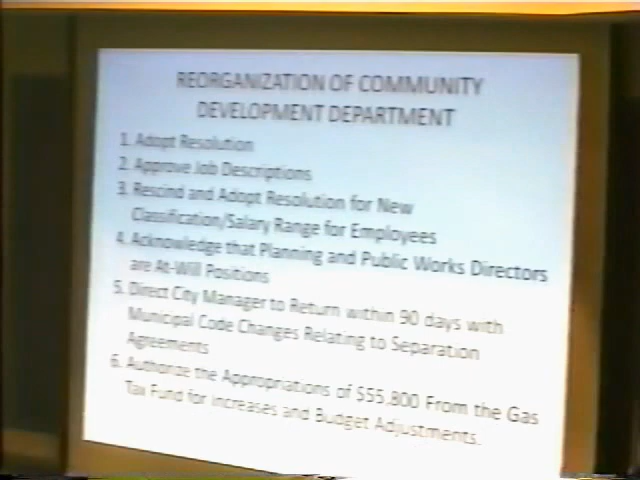 REORGANIZATION OF COMMUNITY
DEVELOPMENT DEPARTMENT
1. Adopt Resolution
2. Approve Job Descriptions
3. Rescind and Adopt Resolution for New
Classification/Salary Range for Employees
4. Acknowledge that Planning and Public Works Directors
are At-Will Positions
5. Direct City Manager to Return within 90 days with
Municipal Code Changes Relating to Separation
Agreements
6. Authorize the Appropriations of $55,800 From the Gas
Tax Fund for Increases and Budget Adjustments.